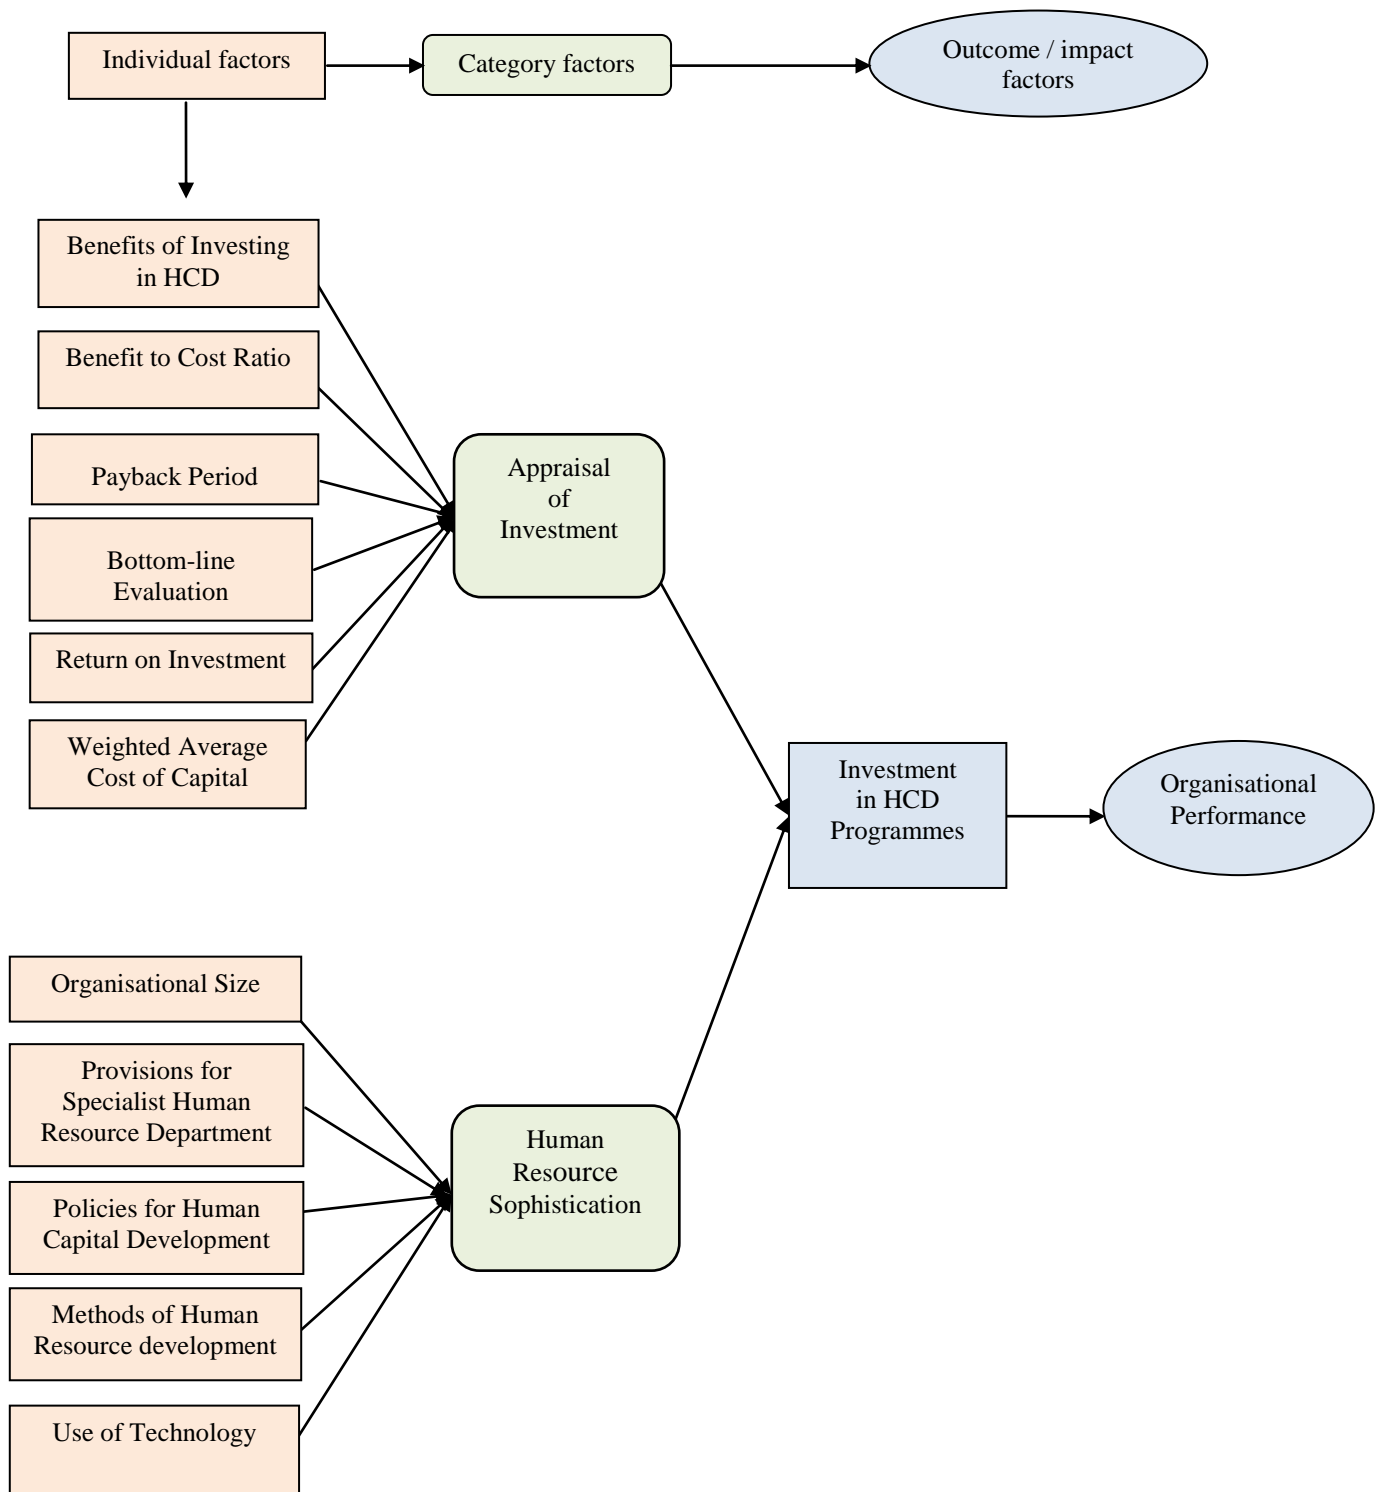 Individual factors
Category factors
Outcome / impact
factors
Benefits of Investing
in HCD
Benefit to Cost Ratio
Payback Period
Bottom-line
Evaluation
Return on Investment
Weighted Average
Cost of Capital
Appraisal
of
Investment
Investment
in HCD
Programmes
Organisational
Performance
Organisational Size
Provisions for
Specialist Human
Resource Department
Policies for Human
Capital Development
Methods of Human
Resource development
Use of Technology
Human
Resource
Sophistication